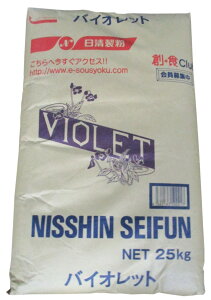 バイオレット
日清製粉
こちらへ今すぐアクセス!!
http://www.e-sousyoku.com
創・食Club
会員募集中
VIOLET
NISSHIN SEIFUN
NET 25kg
バイオレット